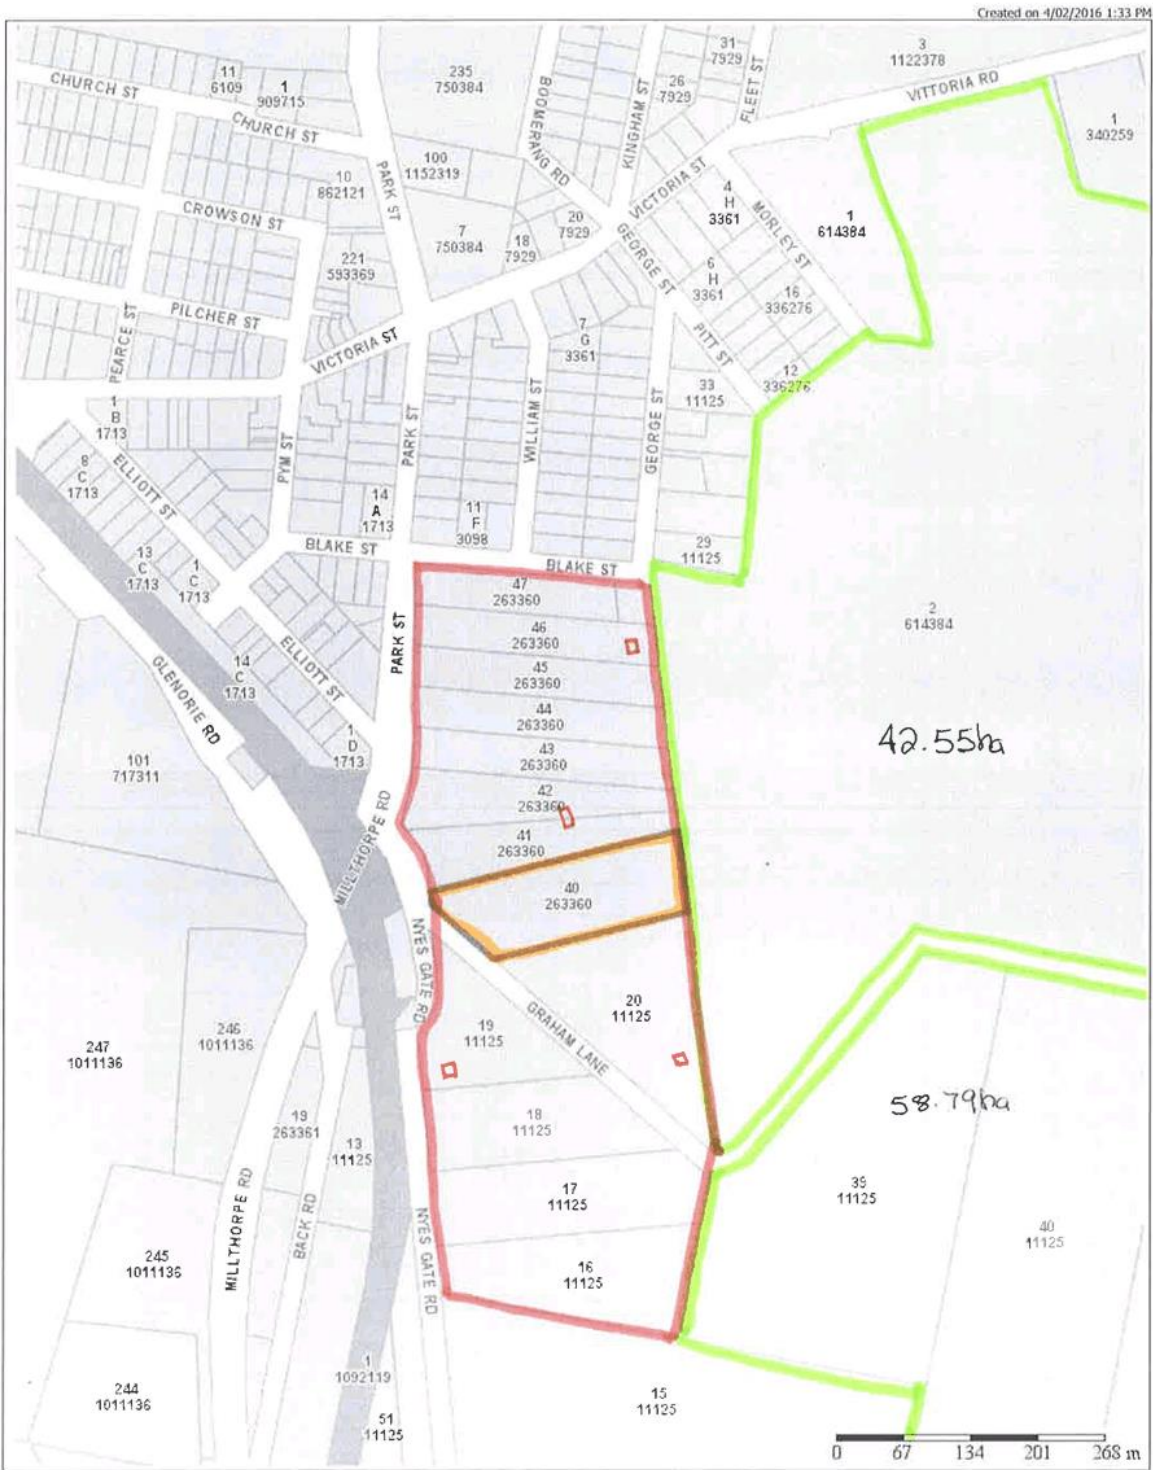 Created on 4/02/2016 1:33 PM
CHURCH ST
11
6109
1
909715
CHURCH ST
235
750384
BOOMERANG RD
KINGHAM ST
31
7929
26
7929
FLEET ST
3
1122378
VITTORIA RD
1
340259
10
862121
PARK ST
100
1152319
7
750384
18
7929
20
7929
VICTORIA ST
4
H
3361
MORLEY ST
1
614384
CROWSON ST
221
593369
GEORGE ST
6
H
3361
16
336276
PILCHER ST
PEARCE ST
VICTORIA ST
7
G
3361
PITT ST
12
336276
33
11125
1
B
1713
PARK ST
WILLIAM ST
GEORGE ST
8
C
1713
ELLIOTT ST
PYM ST
14
A
1713
11
F
3098
BLAKE ST
BLAKE ST
29
11125
13
C
1713
1
C
1713
47
263360
46
263360
45
263360
44
263360
43
263360
42
263360
41
263360
40
263360
2
614384
42.55ha
PARK ST
ELLIOTT ST
14
C
1713
GLENORIE RD
1
D
1713
101
717311
MILLTHORPE RD
NYES GATE RD
GRAHAM LANE
20
11125
19
11125
247
1011136
246
1011136
58.79ha
18
11125
19
263361
13
11125
17
11125
39
11125
40
11125
MILLTHORPE RD
BACK RD
NYES GATE RD
245
1011136
16
11125
244
1011136
1
1092119
51
11125
15
11125
0 67 134 201 268 m